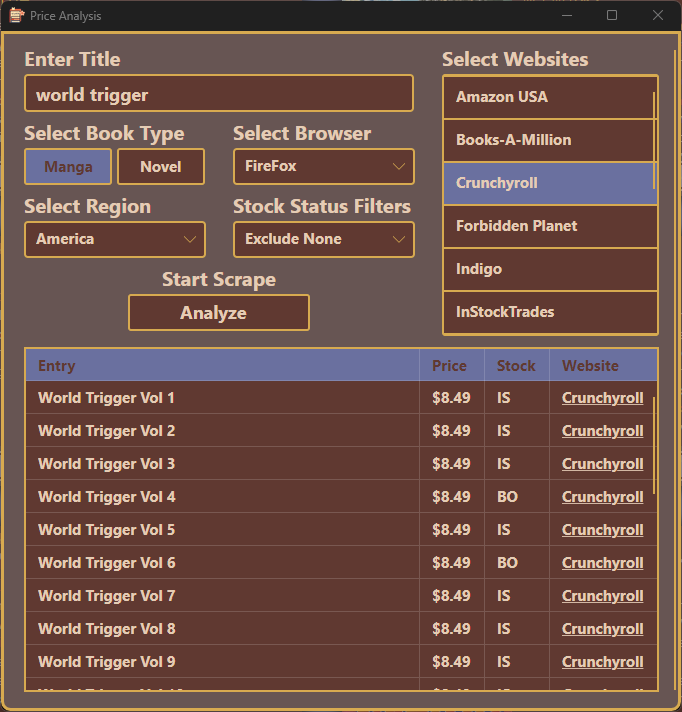 Price Analysis
Enter Title
world trigger
Select Book Type
Manga
Novel
Select Browser
FireFox
Select Region
America
Stock Status Filters
Exclude None
Start Scrape
Analyze
Select Websites
Amazon USA
Books-A-Million
Crunchyroll
Forbidden Planet
Indigo
InStockTrades
Entry Price Stock Website
World Trigger Vol 1 $8.49 IS Crunchyroll
World Trigger Vol 2 $8.49 IS Crunchyroll
World Trigger Vol 3 $8.49 IS Crunchyroll
World Trigger Vol 4 $8.49 BO Crunchyroll
World Trigger Vol 5 $8.49 IS Crunchyroll
World Trigger Vol 6 $8.49 BO Crunchyroll
World Trigger Vol 7 $8.49 IS Crunchyroll
World Trigger Vol 8 $8.49 IS Crunchyroll
World Trigger Vol 9 $8.49 IS Crunchyroll